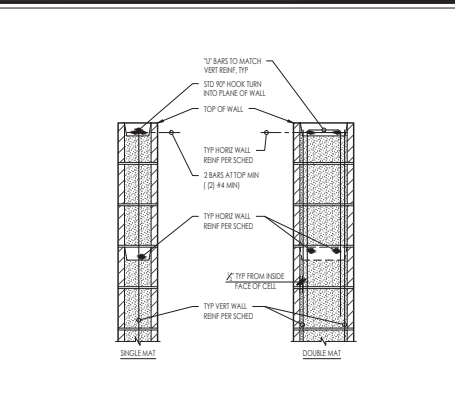 "U" BARS TO MATCH
VERT REINF, TYP
STD 90° HOOK TURN
INTO PLANE OF WALL
TOP OF WALL
TYP HORIZ WALL
REINF PER SCHED
2 BARS AT TOP MIN
( (2) #4 MIN)
TYP HORIZ WALL
REINF PER SCHED
TYP FROM INSIDE
FACE OF CELL
TYP VERT WALL
REINF PER SCHED
SINGLE MAT
DOUBLE MAT